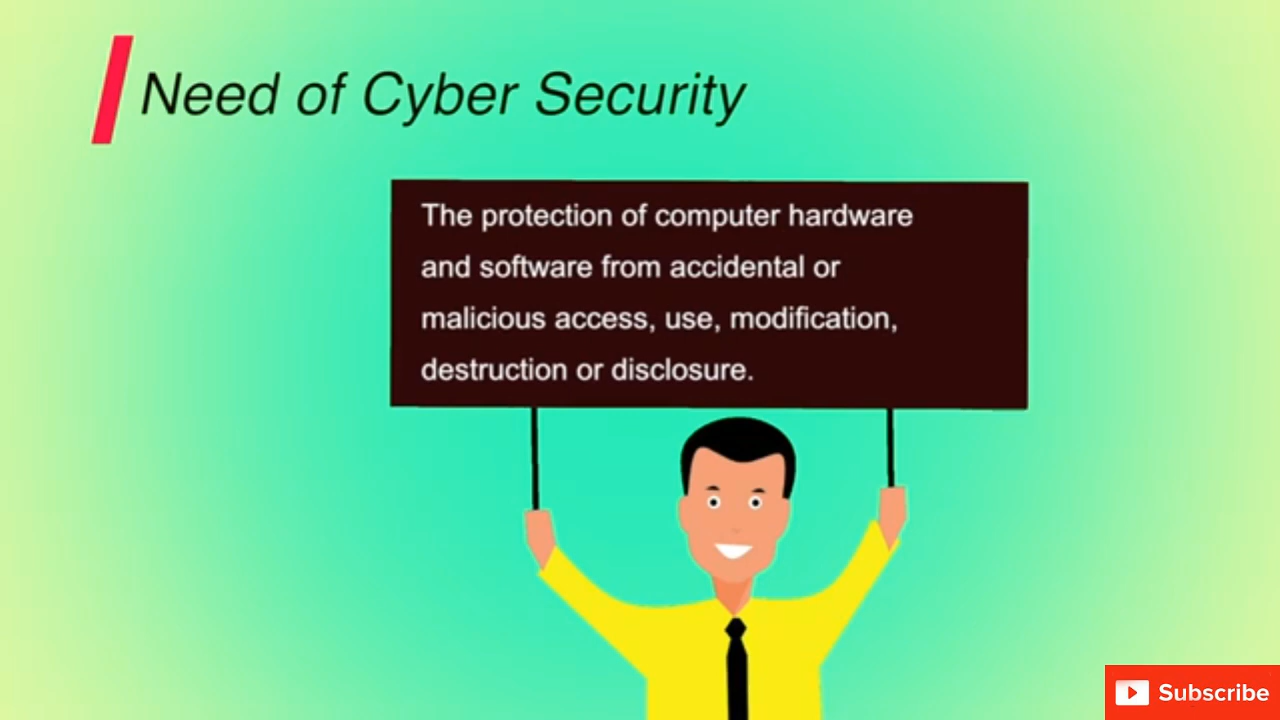 Need of Cyber Security
The protection of computer hardware
and software from accidental or
malicious access, use, modification,
destruction or disclosure.
Subscribe